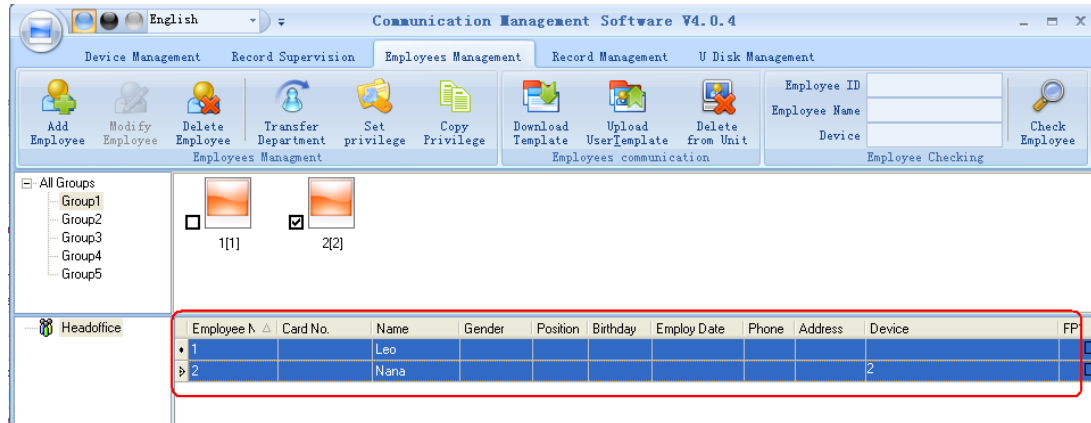 English
Communication Management Software V4.0.4
Device Management Record Supervision Employees Management Record Management U Disk Management
Add Employee
Modify Employee
Delete Employee
Transfer Department
Set privilege
Copy Privilege
Employees Managment
Download Template
Upload UserTemplate
Delete from Unit
Employees communication
Employee ID
Employee Name
Device
Check Employee
Employee Checking
All Groups
Group1
Group2
Group3
Group4
Group5
1[1] 2[2]
Headoffice
Employee N Card No. Name Gender Position Birthday Employ Date Phone Address Device FP
1 Leo
2 Nana 2